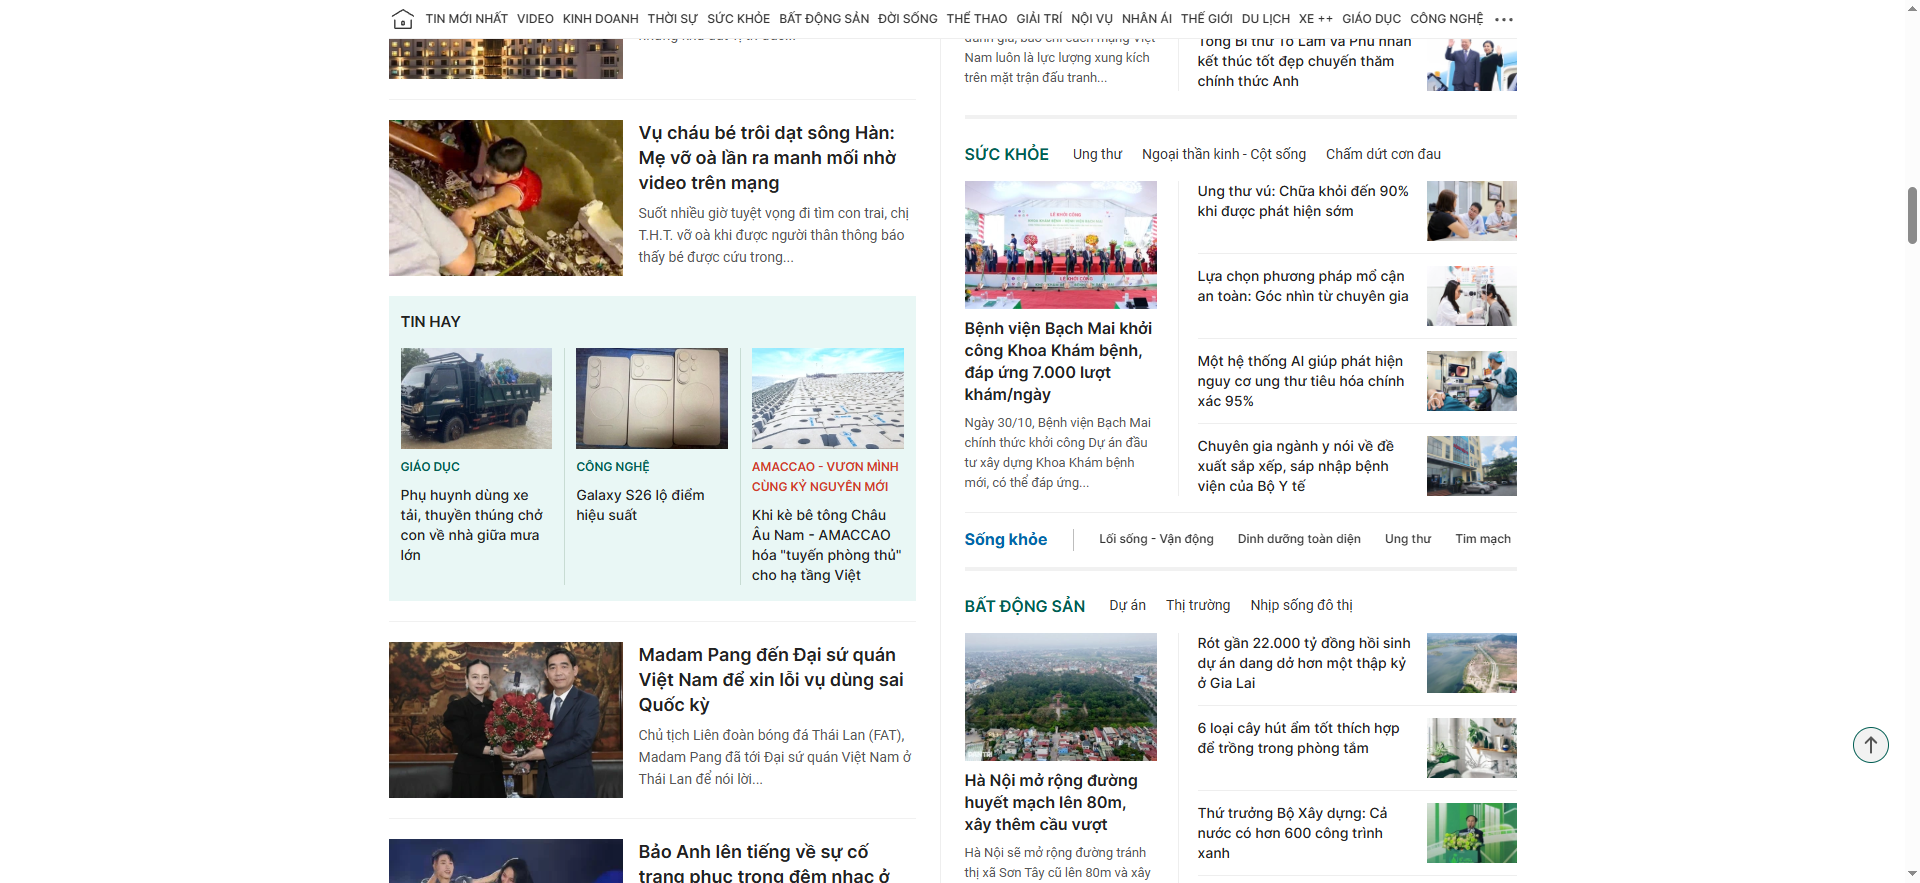 TIN MỚI NHẤT VIDEO KINH DOANH THỜI SỰ SỨC KHỎE BẤT ĐỘNG SẢN ĐỜI SỐNG THỂ THAO GIẢI TRÍ NỘI VỤ NHÂN ÁI THẾ GIỚI DU LỊCH XE ++ GIÁO DỤC CÔNG NGHỆ
Vụ cháu bé trôi dạt sông Hàn:
Mẹ vỡ oà lần ra manh mối nhờ
video trên mạng
Suốt nhiều giờ tuyệt vọng đi tìm con trai, chị
T.H.T. vỡ oà khi được người thân thông báo
thấy bé được cứu trong...
TIN HAY
GIÁO DỤC
Phụ huynh dùng xe
tải, thuyền thúng chở
con về nhà giữa mưa
lớn
CÔNG NGHỆ
Galaxy S26 lộ điểm
hiệu suất
AMACCAO - VƯƠN MÌNH
CÙNG KỶ NGUYÊN MỚI
Khi kè bê tông Châu
Âu Nam - AMACCAO
hóa "tuyến phòng thủ"
cho hạ tầng Việt
Madam Pang đến Đại sứ quán
Việt Nam để xin lỗi vụ dùng sai
Quốc kỳ
Chủ tịch Liên đoàn bóng đá Thái Lan (FAT),
Madam Pang đã tới Đại sứ quán Việt Nam ở
Thái Lan để nói lời...
Bảo Anh lên tiếng về sự cố
trang phục trong đêm nhạc ở
đánh giá, báo chí cách mạng Việt
Nam luôn là lực lượng xung kích
trên mặt trận đấu tranh...
Tổng Bí thư Tô Lâm và Phu nhân
kết thúc tốt đẹp chuyến thăm
chính thức Anh
SỨC KHỎE Ung thư Ngoại thần kinh - Cột sống Chấm dứt cơn đau
LỄ KHỞI CÔNG
Bệnh viện Bạch Mai khởi
công Khoa Khám bệnh,
đáp ứng 7.000 lượt
khám/ngày
Ngày 30/10, Bệnh viện Bạch Mai
chính thức khởi công Dự án đầu
tư xây dựng Khoa Khám bệnh
mới, có thể đáp ứng...
Ung thư vú: Chữa khỏi đến 90%
khi được phát hiện sớm
Lựa chọn phương pháp mổ cận
an toàn: Góc nhìn từ chuyên gia
Một hệ thống AI giúp phát hiện
nguy cơ ung thư tiêu hóa chính
xác 95%
Chuyên gia ngành y nói về đề
xuất sắp xếp, sáp nhập bệnh
viện của Bộ Y tế
Sống khỏe Lối sống - Vận động Dinh dưỡng toàn diện Ung thư Tim mạch
BẤT ĐỘNG SẢN Dự án Thị trường Nhịp sống đô thị
Hà Nội mở rộng đường
huyết mạch lên 80m,
xây thêm cầu vượt
Hà Nội sẽ mở rộng đường tránh
thị xã Sơn Tây cũ lên 80m và xây
Rót gần 22.000 tỷ đồng hồi sinh
dự án dang dở hơn một thập kỷ
ở Gia Lai
6 loại cây hút ẩm tốt thích hợp
để trồng trong phòng tắm
Thứ trưởng Bộ Xây dựng: Cả
nước có hơn 600 công trình
xanh